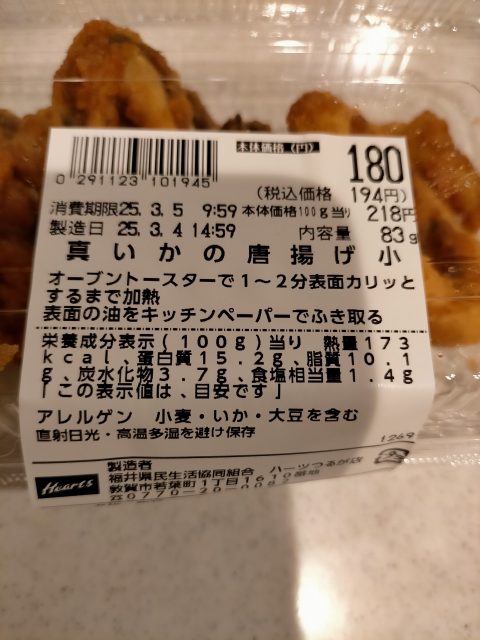 本体価格 (円) 180
0 291123 101945
(税込価格 194円)
消費期限25.3.5 9:59 本体価格100g当り 218円
製造日 25.3.4 14:59 内容量 83g
真いかの唐揚げ 小
オーブントースターで1〜2分表面カリッと
するまで加熱
表面の油をキッチンペーパーでふき取る
栄養成分表示(100g)当り 熱量173
kcal、蛋白質15.2g、脂質10.1
g、炭水化物3.7g、食塩相当量1.4g
「この表示値は、目安です」
アレルゲン 小麦・いか・大豆を含む
直射日光・高温多湿を避け保存
1269
製造者
福井県民生活協同組合 ハーツつるが店
敦賀市若葉町1丁目1610番地
Hearts